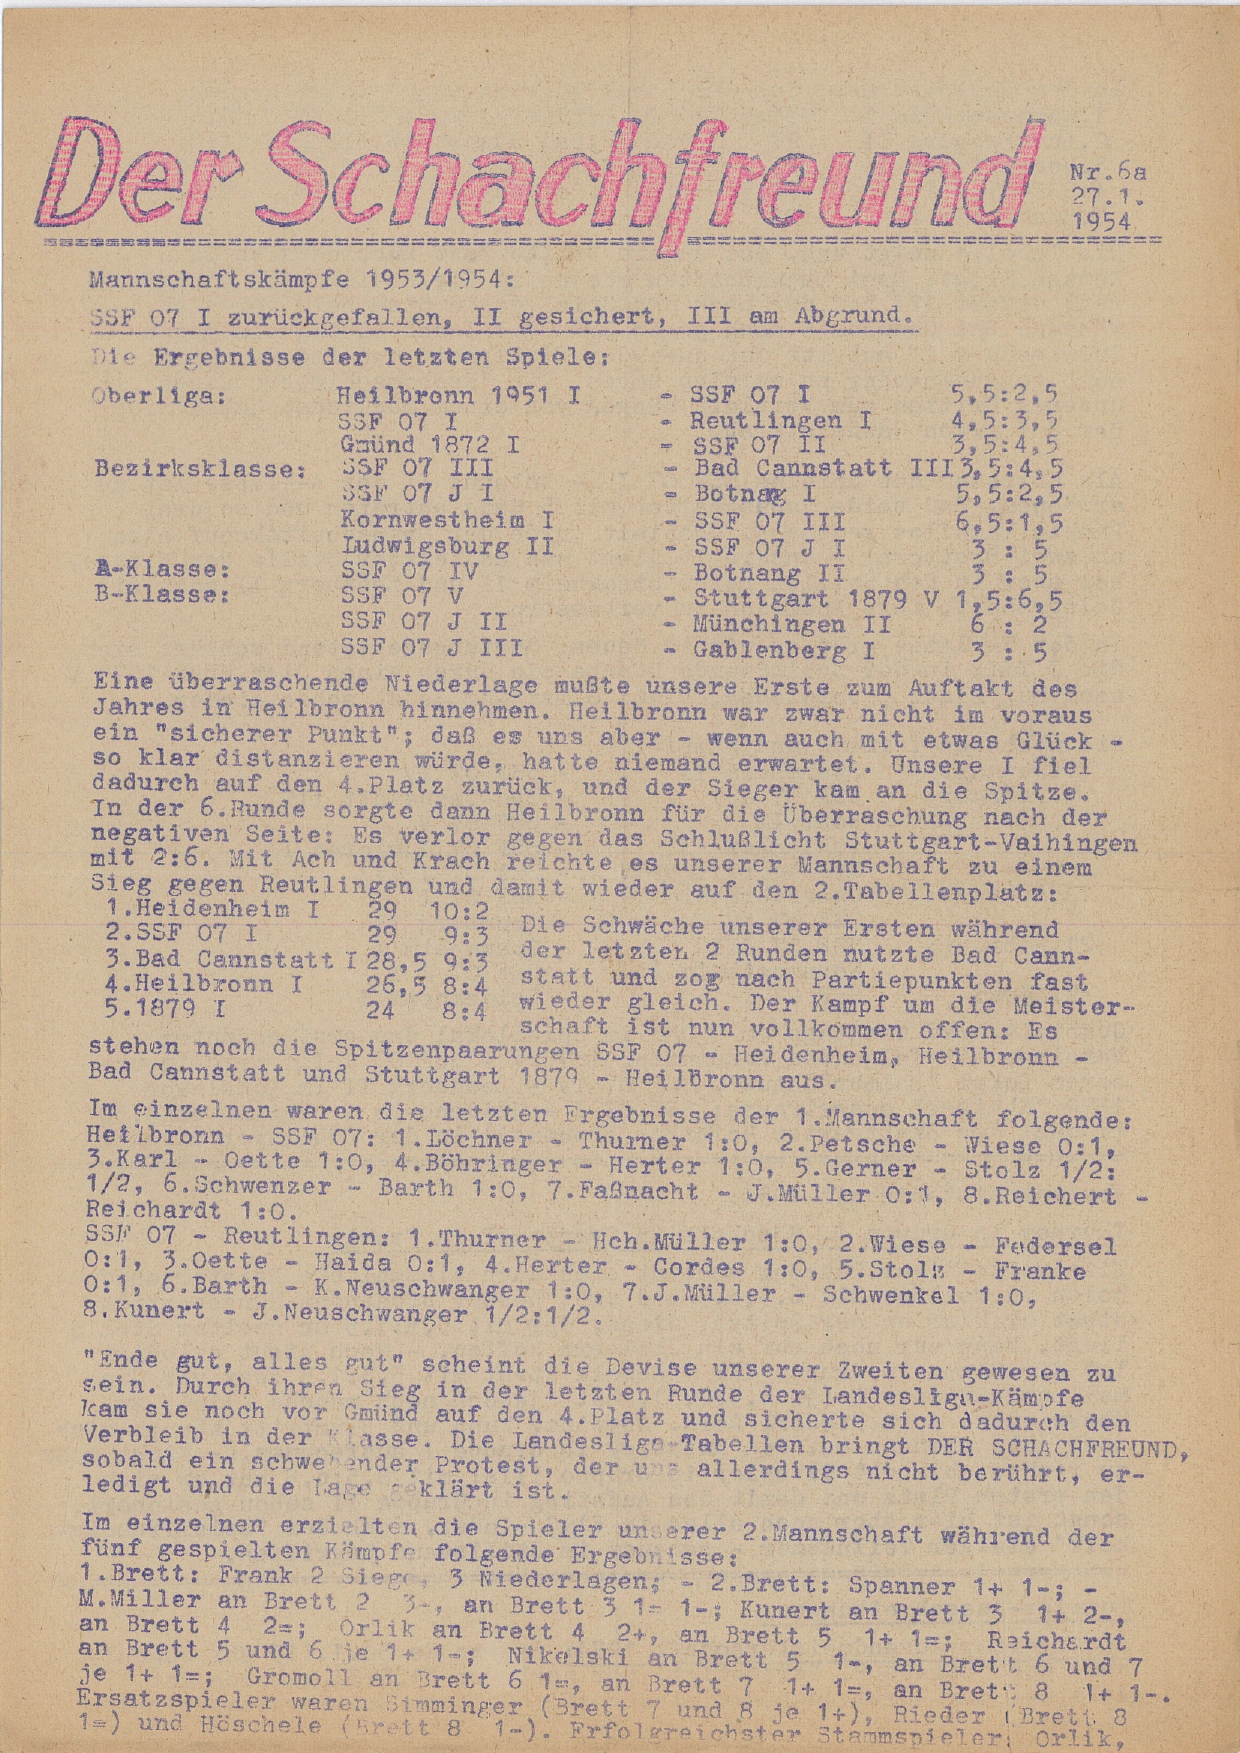 Der Schachfreund
Nr.6a
27.1.
1954
Mannschaftskämpfe 1953/1954:
SSF 07 I zurückgefallen, II gesichert, III am Abgrund.
Die Ergebnisse der letzten Spiele:
Oberliga: Heilbronn 1951 I - SSF 07 I 5,5:2,5
SSF 07 I - Reutlingen I 4,5:3,5
Gmünd 1872 I - SSF 07 II 3,5:4,5
Bezirksklasse: SSF 07 III - Bad Cannstatt III 3,5:4,5
SSF 07 J I - Botnang I 5,5:2,5
Kornwestheim I - SSF 07 III 6,5:1,5
Ludwigsburg II - SSF 07 J I 3 : 5
A-Klasse: SSF 07 IV - Botnang II 3 : 5
B-Klasse: SSF 07 V - Stuttgart 1879 V 1,5:6,5
SSF 07 J II - Münchingen II 6 : 2
SSF 07 J III - Gablenberg I 3 : 5
Eine überraschende Niederlage mußte unsere Erste zum Auftakt des
Jahres in Heilbronn hinnehmen. Heilbronn war zwar nicht im voraus
ein "sicherer Punkt"; daß es uns aber - wenn auch mit etwas Glück -
so klar distanzieren würde, hatte niemand erwartet. Unsere I fiel
dadurch auf den 4.Platz zurück, und der Sieger kam an die Spitze.
In der 6.Runde sorgte dann Heilbronn für die Überraschung nach der
negativen Seite: Es verlor gegen das Schlußlicht Stuttgart-Vaihingen
mit 2:6. Mit Ach und Krach reichte es unserer Mannschaft zu einem
Sieg gegen Reutlingen und damit wieder auf den 2.Tabellenplatz:
1.Heidenheim I 29 10:2
2.SSF 07 I 29 9:3
3.Bad Cannstatt I 28,5 9:3
4.Heilbronn I 26,5 8:4
5.1879 I 24 8:4
Die Schwäche unserer Ersten während
der letzten 2 Runden nutzte Bad Cann-
statt und zog nach Partiepunkten fast
wieder gleich. Der Kampf um die Meister-
schaft ist nun vollkommen offen: Es
stehen noch die Spitzenpaarungen SSF 07 - Heidenheim, Heilbronn -
Bad Cannstatt und Stuttgart 1879 - Heilbronn aus.
Im einzelnen waren die letzten Ergebnisse der 1.Mannschaft folgende:
Heilbronn - SSF 07: 1.Löchner - Thurner 1:0, 2.Petsche - Wiese 0:1,
3.Karl - Oette 1:0, 4.Böhringer - Herter 1:0, 5.Gerner - Stolz 1/2:
1/2, 6.Schwenzer - Barth 1:0, 7.Faßnacht - J.Müller 0:1, 8.Reichert -
Reichardt 1:0.
SSF 07 - Reutlingen: 1.Thurner - Hch.Müller 1:0, 2.Wiese - Federsel
0:1, 3.Oette - Haida 0:1, 4.Herter - Cordes 1:0, 5.Stolz - Franke
0:1, 6.Barth - K.Neuschwanger 1:0, 7.J.Müller - Schwenkel 1:0,
8.Kunert - J.Neuschwanger 1/2:1/2.
"Ende gut, alles gut" scheint die Devise unserer Zweiten gewesen zu
sein. Durch ihren Sieg in der letzten Runde der Landesliga-Kämpfe
kam sie noch vor Gmünd auf den 4.Platz und sicherte sich dadurch den
Verbleib in der Klasse. Die Landesliga-Tabellen bringt DER SCHACHFREUND,
sobald ein schwebender Protest, der uns allerdings nicht berührt, er-
ledigt und die Lage geklärt ist.
Im einzelnen erzielten die Spieler unserer 2.Mannschaft während der
fünf gespielten Kämpfe folgende Ergebnisse:
1.Brett: Frank 2 Siege, 3 Niederlagen; - 2.Brett: Spanner 1+ 1-; -
M.Miller an Brett 2 3-, an Brett 3 1= 1-; Kunert an Brett 3 1+ 2-,
an Brett 4 2=; Orlik an Brett 4 2+, an Brett 5 1+ 1=; Reichardt
an Brett 5 und 6 je 1+ 1-; Nikolski an Brett 5 1-, an Brett 6 und 7
je 1+ 1=; Gromoll an Brett 6 1=, an Brett 7 1+ 1=, an Brett 8 1+ 1-.
Ersatzspieler waren Simminger (Brett 7 und 8 je 1+), Rieder (Brett 8
1=) und Höschele (Brett 8 1-). Erfolgreichster Stammspieler: Orlik,